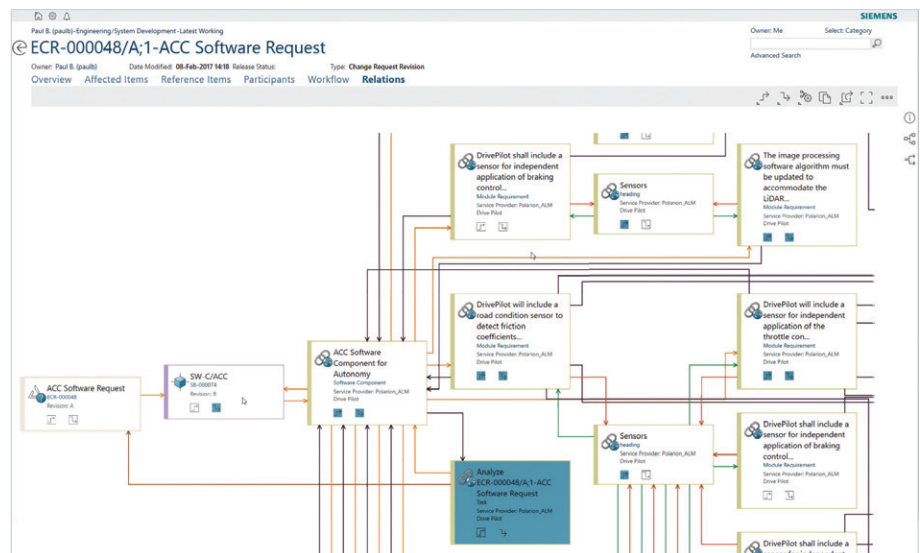 SIEMENS
Paul B. (paulb)-Engineering/System Development-Latest Working
Owner: Me
Select: Category
ECR-000048/A;1-ACC Software Request
Advanced Search
Owner: Paul B. (paulb)
Date Modified: 08-Feb-2017 14:18
Release Status:
Type: Change Request Revision
Overview
Affected Items
Reference Items
Participants
Workflow
Relations
DrivePilot shall include a
sensor for independent
application of braking
control...
Module Requirement
Service Provider: Polarion_ALM
Drive Pilot
Sensors
heading
Service Provider: Polarion_ALM
Drive Pilot
The image processing
software algorithm must
be updated to
accommodate the
LiDAR...
Module Requirement
Service Provider: Polarion_ALM
Drive Pilot
DrivePilot will include a
road condition sensor to
detect friction
coefficients...
Module Requirement
Service Provider: Polarion_ALM
Drive Pilot
DrivePilot will include a
sensor for independent
application of the
throttle con...
Module Requirement
Service Provider: Polarion_ALM
Drive Pilot
ACC Software Request
ECR-000048
Revision: A
SW-C/ACC
SB-000074
Revision: B
ACC Software
Component for
Autonomy
Software Component
Service Provider: Polarion_ALM
Drive Pilot
Sensors
heading
Service Provider: Polarion_ALM
Drive Pilot
DrivePilot shall include a
sensor for independent
application of braking
control...
Module Requirement
Service Provider: Polarion_ALM
Drive Pilot
Analyze
ECR-000048/A;1-ACC
Software Request
Task
Service Provider: Polarion_ALM
Drive Pilot
DrivePilot shall include a